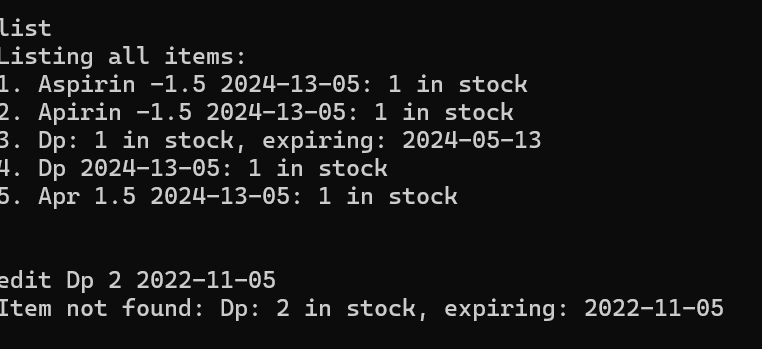 list
Listing all items:
1. Aspirin -1.5 2024-13-05: 1 in stock
2. Apirin -1.5 2024-13-05: 1 in stock
3. Dp: 1 in stock, expiring: 2024-05-13
4. Dp 2024-13-05: 1 in stock
5. Apr 1.5 2024-13-05: 1 in stock
edit Dp 2 2022-11-05
Item not found: Dp: 2 in stock, expiring: 2022-11-05